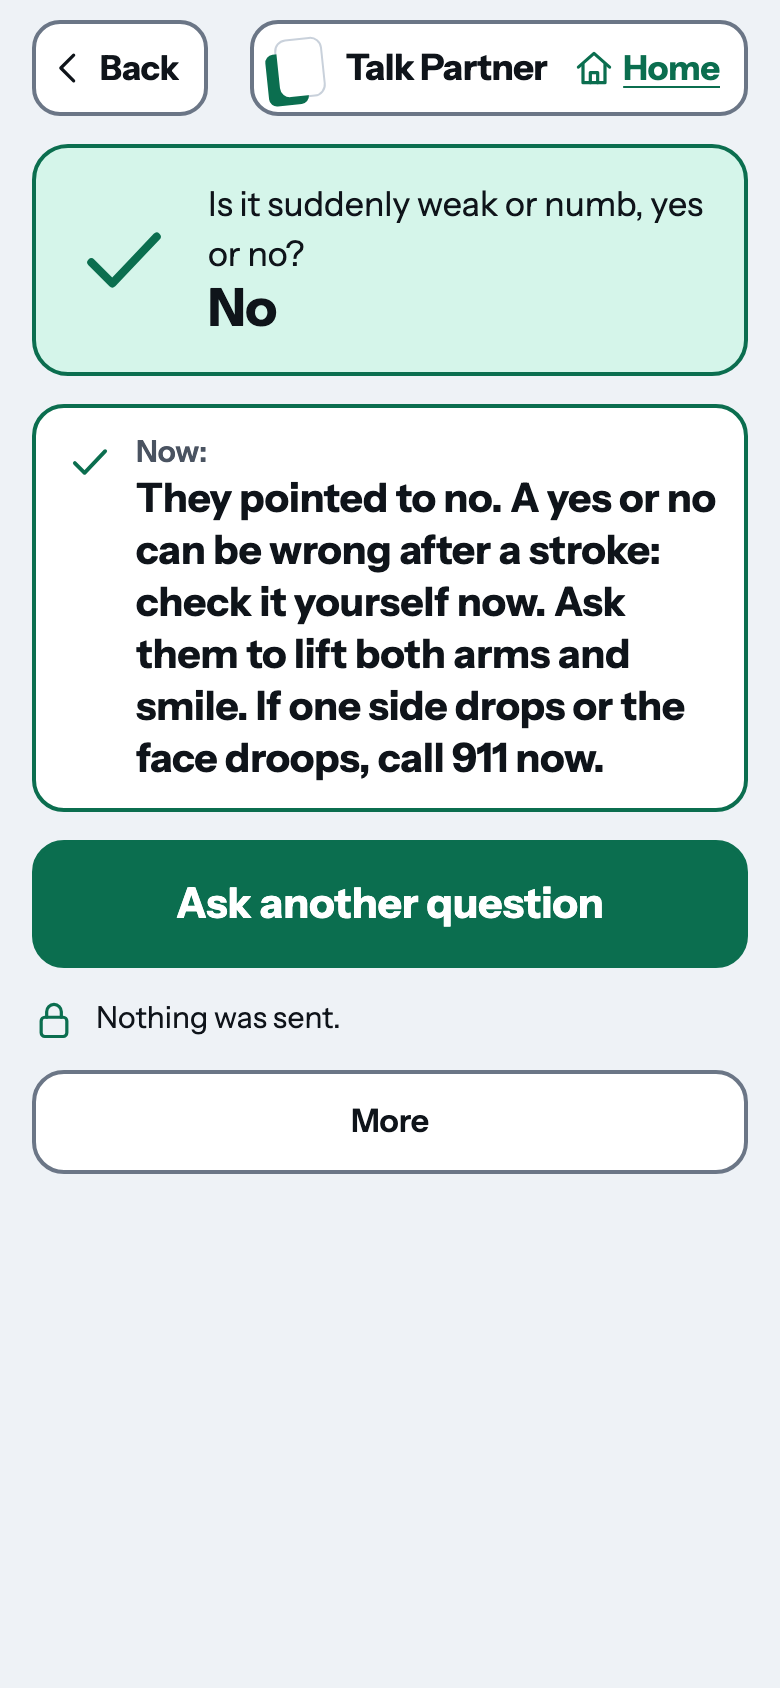 Back
Talk Partner
Home
Is it suddenly weak or numb, yes
or no?
No
Now:
They pointed to no. A yes or no
can be wrong after a stroke:
check it yourself now. Ask
them to lift both arms and
smile. If one side drops or the
face droops, call 911 now.
Ask another question
Nothing was sent.
More